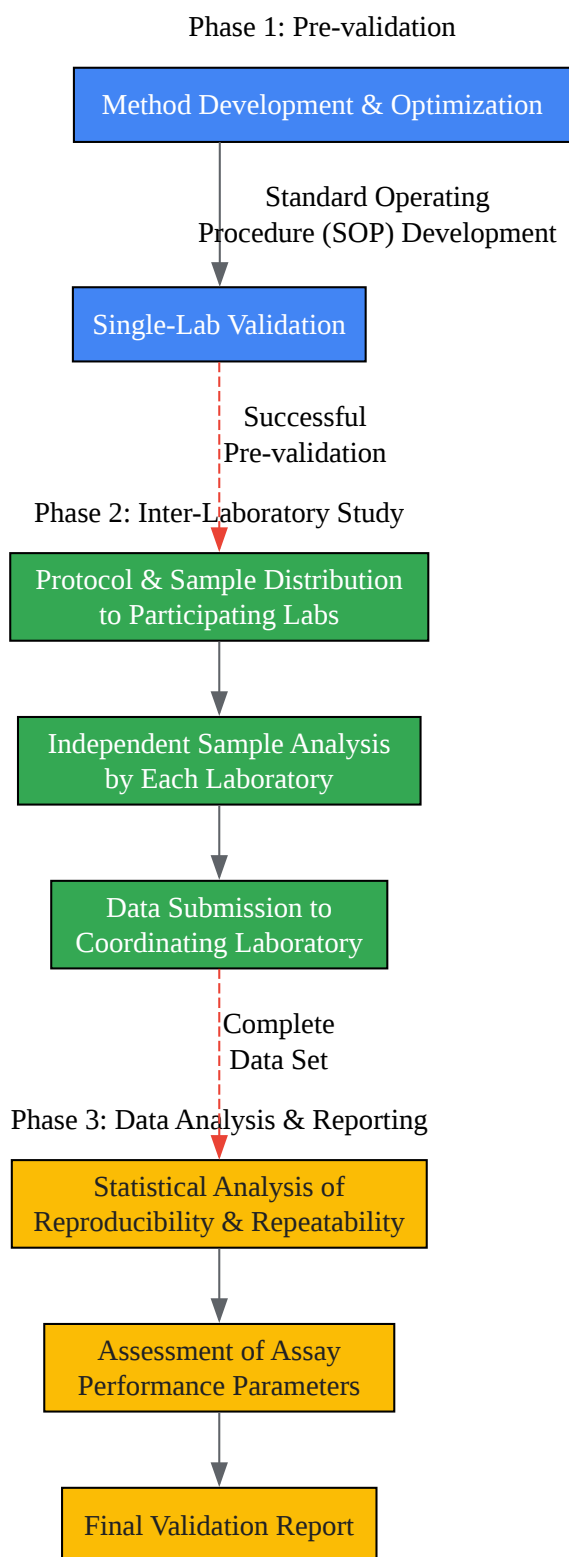 Phase 1: Pre-validation
Method Development & Optimization
Standard Operating
Procedure (SOP) Development
Single-Lab Validation
Successful
Pre-validation
Phase 2: Inter-Laboratory Study
Protocol & Sample Distribution
to Participating Labs
Independent Sample Analysis
by Each Laboratory
Data Submission to
Coordinating Laboratory
Complete
Data Set
Phase 3: Data Analysis & Reporting
Statistical Analysis of
Reproducibility & Repeatability
Assessment of Assay
Performance Parameters
Final Validation Report